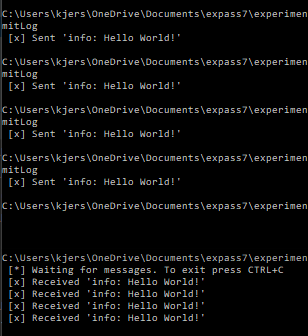 C:\Users\kjers\OneDrive\Documents\expass7\experimen
mitLog
[x] Sent 'info: Hello World!'
C:\Users\kjers\OneDrive\Documents\expass7\experimen
mitLog
[x] Sent 'info: Hello World!'
C:\Users\kjers\OneDrive\Documents\expass7\experimen
mitLog
[x] Sent 'info: Hello World!'
C:\Users\kjers\OneDrive\Documents\expass7\experimen
mitLog
[x] Sent 'info: Hello World!'
C:\Users\kjers\OneDrive\Documents\expass7\experimen
C:\Users\kjers\OneDrive\Documents\expass7\experimen
[*] Waiting for messages. To exit press CTRL+C
[x] Received 'info: Hello World!'
[x] Received 'info: Hello World!'
[x] Received 'info: Hello World!'
[x] Received 'info: Hello World!'